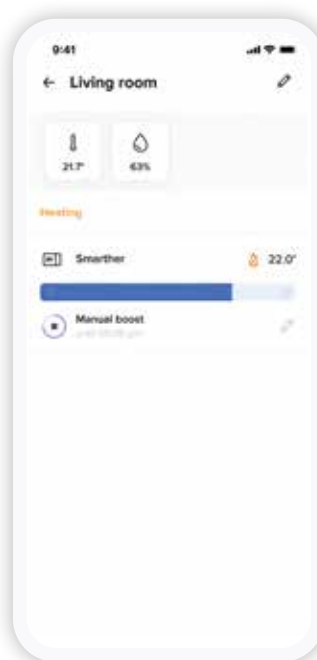 9:41
Living room
21.7°
63%
Heating
Smarther
22.0°
Manual boost